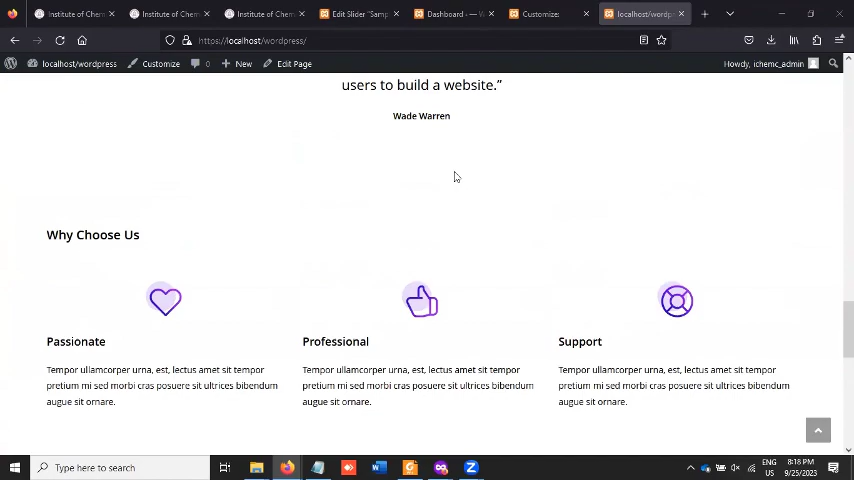 Institute of Chem
Institute of Chem
Institute of Chem
Edit Slider "Samp
Dashboard ‹ — W
Customize:
localhost/wordpr
https://localhost/wordpress/
localhost/wordpress
Customize
0
New
Edit Page
Howdy, ichemc_admin
users to build a website.”
Wade Warren
Why Choose Us
Passionate
Professional
Support
Tempor ullamcorper urna, est, lectus amet sit tempor
pretium mi sed morbi cras posuere sit ultrices bibendum
augue sit ornare.
Tempor ullamcorper urna, est, lectus amet sit tempor
pretium mi sed morbi cras posuere sit ultrices bibendum
augue sit ornare.
Tempor ullamcorper urna, est, lectus amet sit tempor
pretium mi sed morbi cras posuere sit ultrices bibendum
augue sit ornare.
Type here to search
ENG
US
8:18 PM
9/25/2023